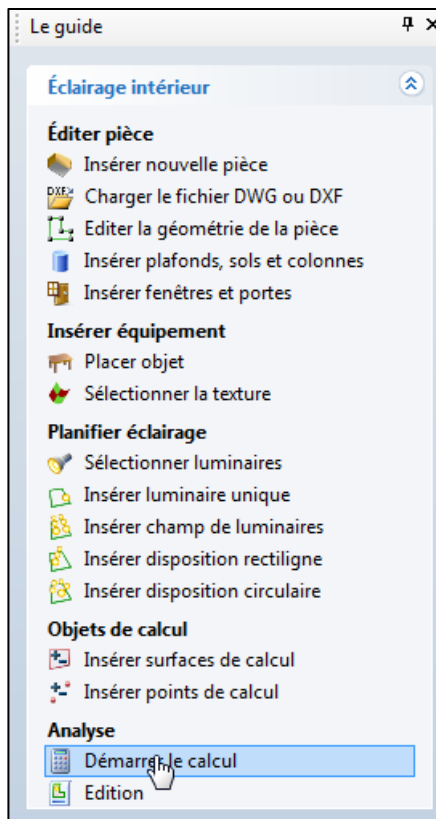 Le guide
Éclairage intérieur
Éditer pièce
Insérer nouvelle pièce
DXF
Charger le fichier DWG ou DXF
Editer la géométrie de la pièce
Insérer plafonds, sols et colonnes
Insérer fenêtres et portes
Insérer équipement
Placer objet
Sélectionner la texture
Planifier éclairage
Sélectionner luminaires
Insérer luminaire unique
Insérer champ de luminaires
Insérer disposition rectiligne
Insérer disposition circulaire
Objets de calcul
Insérer surfaces de calcul
Insérer points de calcul
Analyse
Démarrer le calcul
Edition